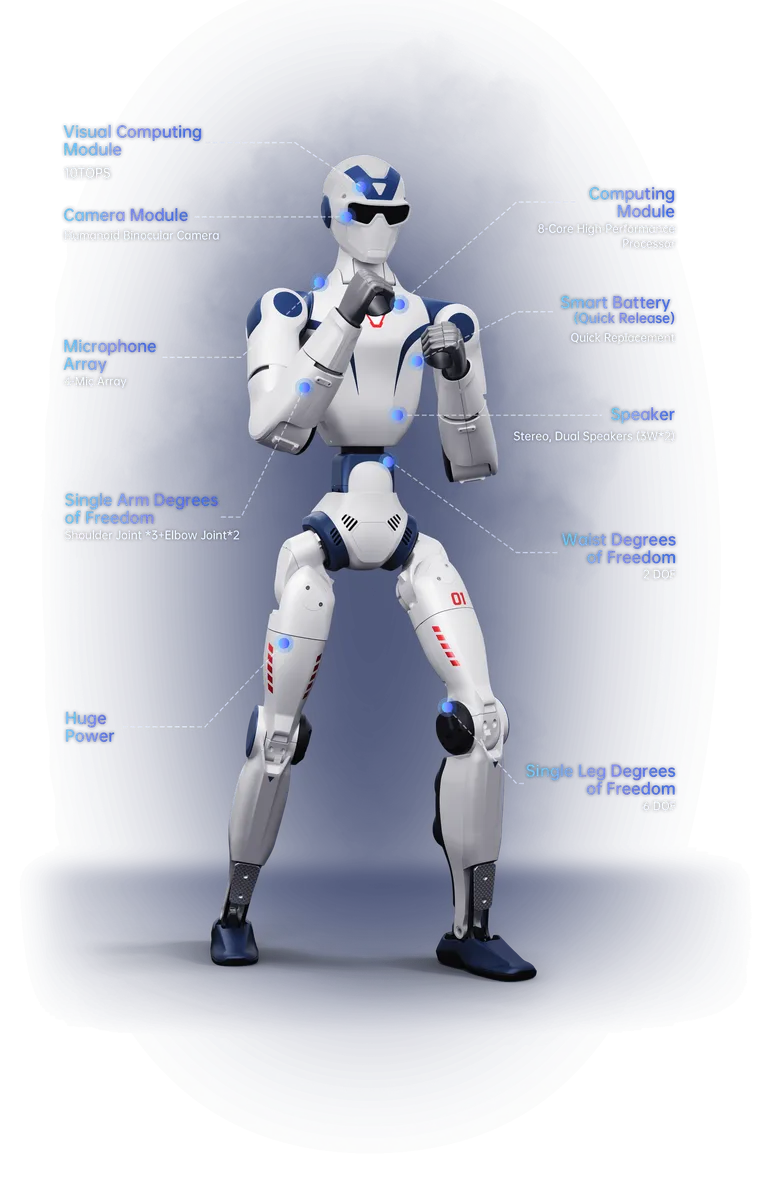 Visual Computing
Module
10TOPS
Camera Module
Humanoid Binocular Camera
Microphone
Array
-Mic Array
Single Arm Degrees
of Freedom
Shoulder Joint *3+Elbow Joint*2
Huge
Power
Computing
Module
8-Core High-Performance
Processor
Smart Battery
(Quick Release)
Quick Replacement
Speaker
Stereo, Dual Speakers (3W*2)
Waist Degrees
of Freedom
2 DOF
01
Single Leg Degrees
of Freedom
6 DOF